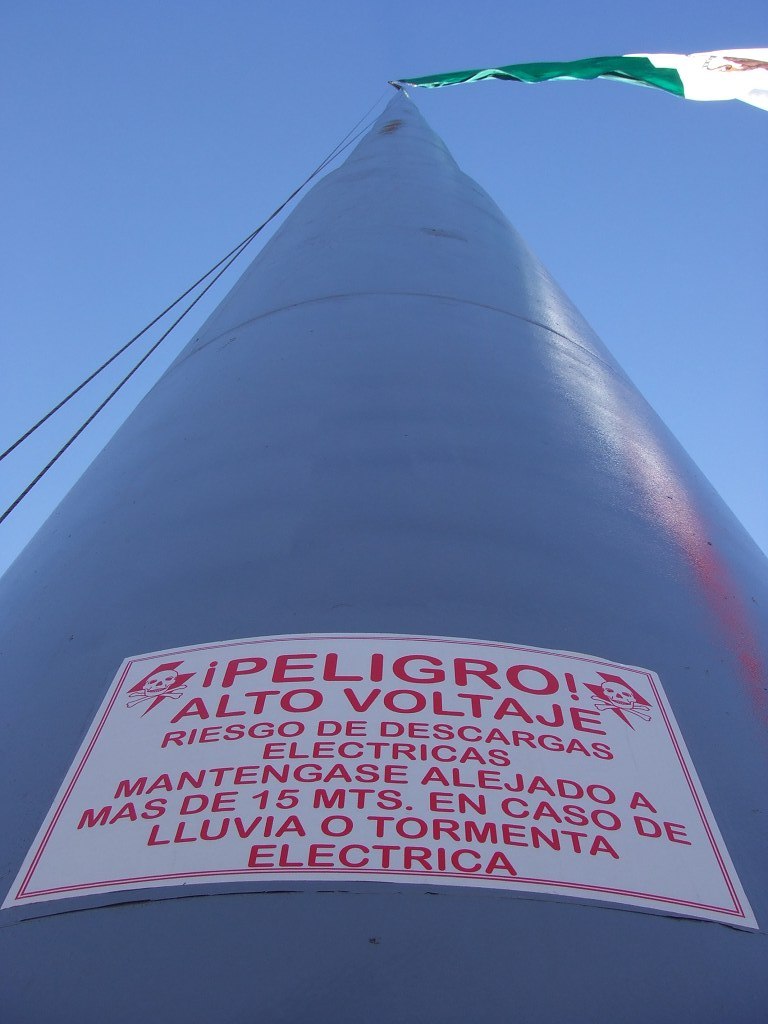 ¡PELIGRO!
ALTO VOLTAJE
RIESGO DE DESCARGAS
ELECTRICAS
MANTENGASE ALEJADO A
MAS DE 15 MTS. EN CASO DE
LLUVIA O TORMENTA
ELECTRICA